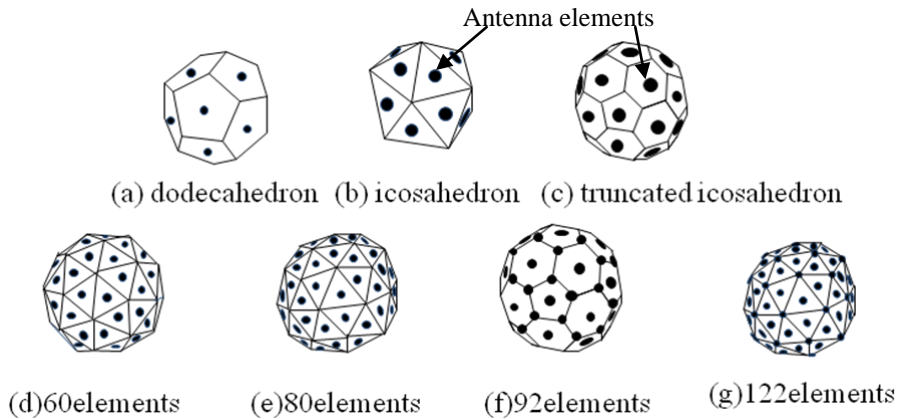 Antenna elements
(a) dodecahedron (b) icosahedron (c) truncated icosahedron
(d)60elements (e)80elements (f)92elements (g)122elements